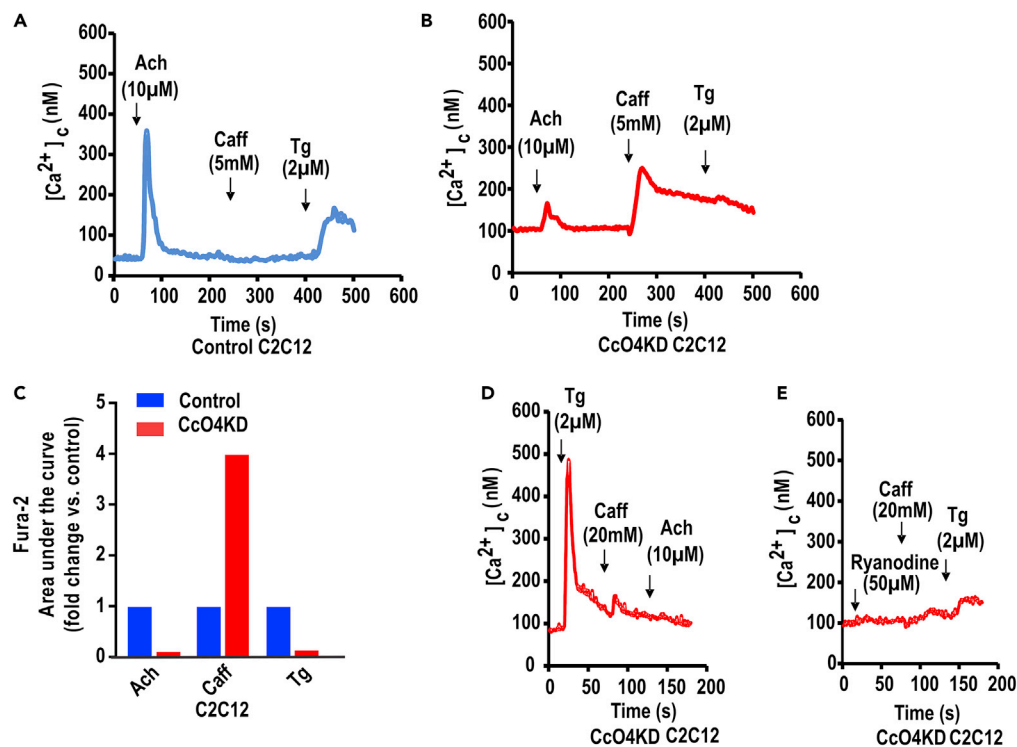 A
600
500
400
300
200
100
0
[Ca2+]c (nM)
Ach
(10µM)
Caff
(5mM)
Tg
(2µM)
0 100 200 300 400 500 600
Time (s)
Control C2C12
B
600
500
400
300
200
100
0
[Ca2+]c (nM)
Ach
(10µM)
Caff
(5mM)
Tg
(2µM)
0 100 200 300 400 500 600
Time (s)
CcO4KD C2C12
C
5
4
3
2
1
0
Fura-2
Area under the curve
(fold change vs. control)
Control
CcO4KD
Ach Caff Tg
C2C12
D
600
500
400
300
200
100
0
[Ca2+]c (nM)
Tg
(2µM)
Caff
(20mM)
Ach
(10µM)
0 50 100 150 200
Time (s)
CcO4KD C2C12
E
600
500
400
300
200
100
0
[Ca2+]c (nM)
Caff
(20mM)
Tg
(2µM)
Ryanodine
(50µM)
0 50 100 150 200
Time (s)
CcO4KD C2C12